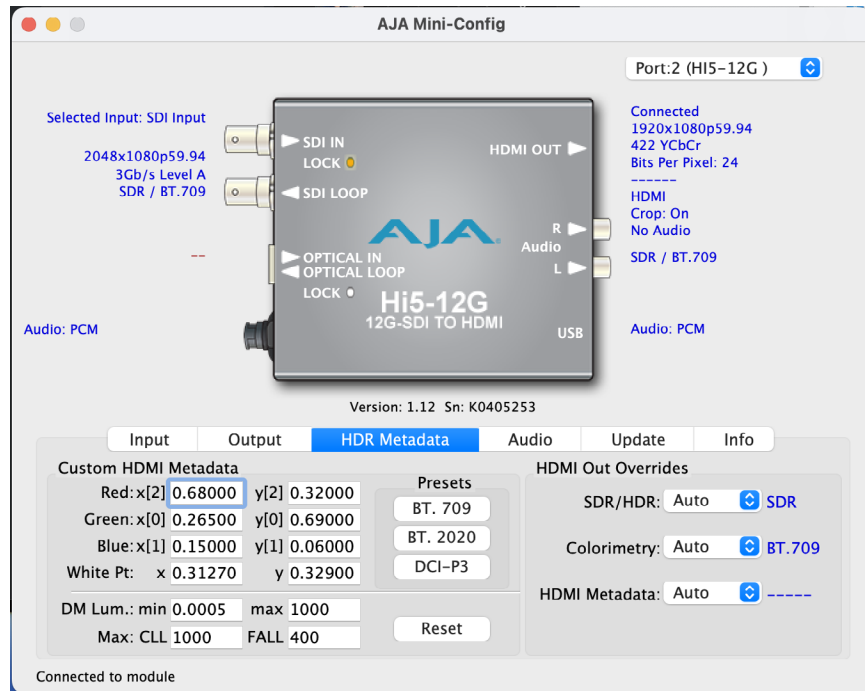 AJA Mini-Config
Port:2 (HI5-12G )
Selected Input: SDI Input
2048x1080p59.94
3Gb/s Level A
SDR / BT.709
--
Audio: PCM
SDI IN
LOCK
SDI LOOP
HDMI OUT
AJA
R
Audio
L
OPTICAL IN
OPTICAL LOOP
LOCK
Hi5-12G
12G-SDI TO HDMI
USB
Connected
1920x1080p59.94
422 YCbCr
Bits Per Pixel: 24
------
HDMI
Crop: On
No Audio
SDR / BT.709
Audio: PCM
Version: 1.12 Sn: K0405253
Input Output HDR Metadata Audio Update Info
Custom HDMI Metadata
Red: x[2] 0.68000 y[2] 0.32000
Green: x[0] 0.26500 y[0] 0.69000
Blue: x[1] 0.15000 y[1] 0.06000
White Pt: x 0.31270 y 0.32900
DM Lum.: min 0.0005 max 1000
Max: CLL 1000 FALL 400
Presets
BT. 709
BT. 2020
DCI-P3
Reset
HDMI Out Overrides
SDR/HDR: Auto SDR
Colorimetry: Auto BT.709
HDMI Metadata: Auto -----
Connected to module